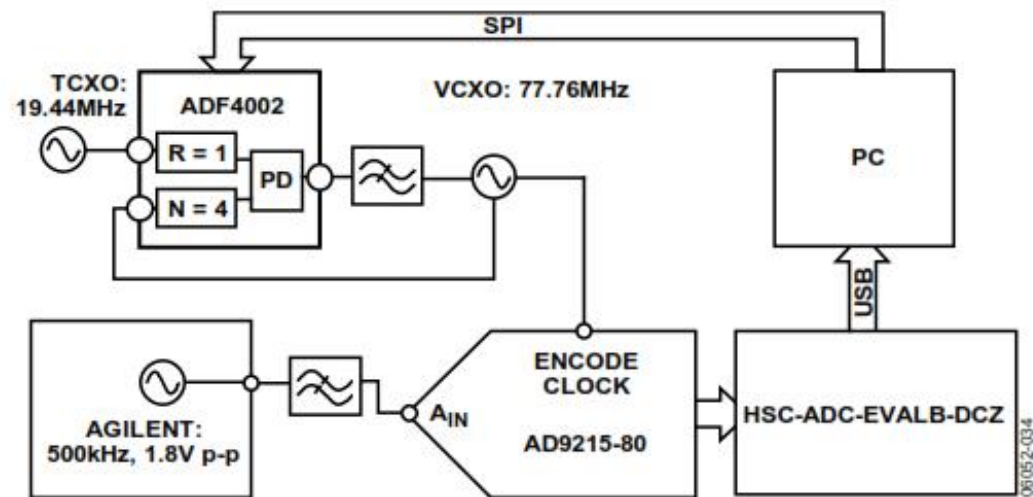 SPI
TCXO:
19.44MHz
ADF4002
VCXO: 77.76MHz
R = 1
PD
N = 4
PC
USB
ENCODE
CLOCK
AIN
AD9215-80
AGILENT:
500kHz, 1.8V p-p
HSC-ADC-EVALB-DCZ
06052-034